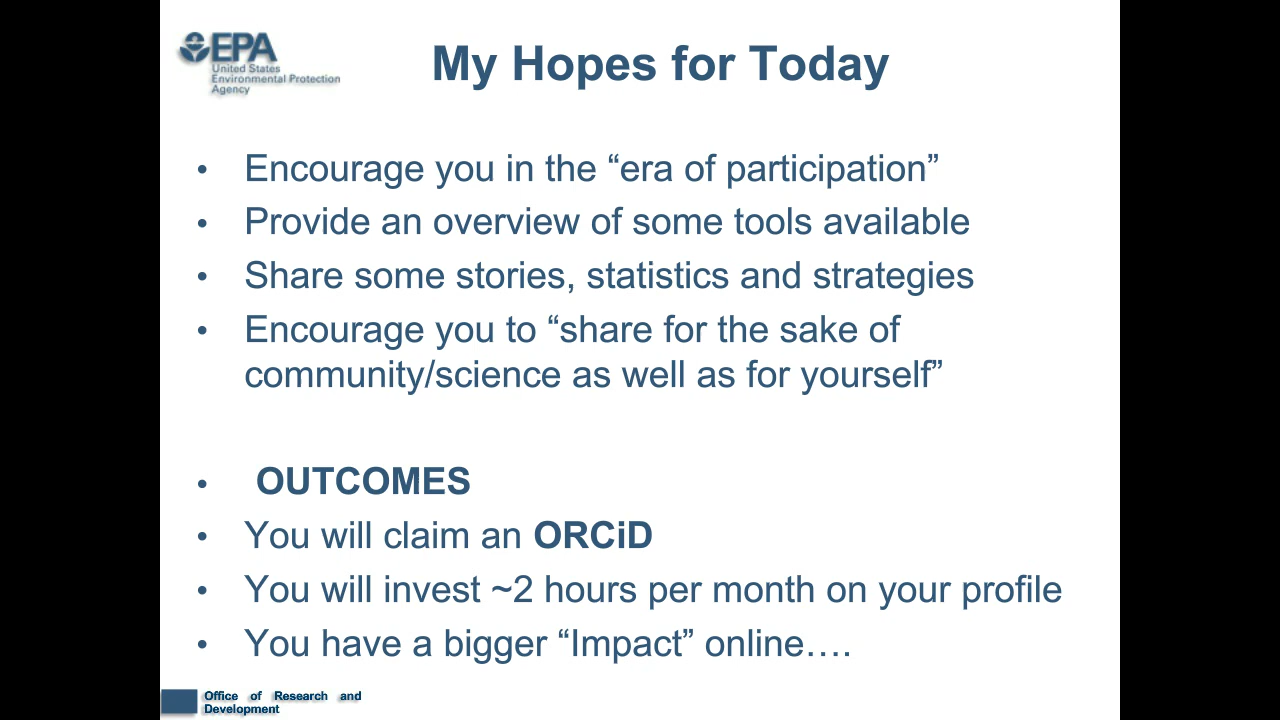 EPA
United States
Environmental Protection
Agency
My Hopes for Today
• Encourage you in the “era of participation”
• Provide an overview of some tools available
• Share some stories, statistics and strategies
• Encourage you to “share for the sake of
community/science as well as for yourself”
• OUTCOMES
• You will claim an ORCiD
• You will invest ~2 hours per month on your profile
• You have a bigger “Impact” online….
Office of Research and
Development